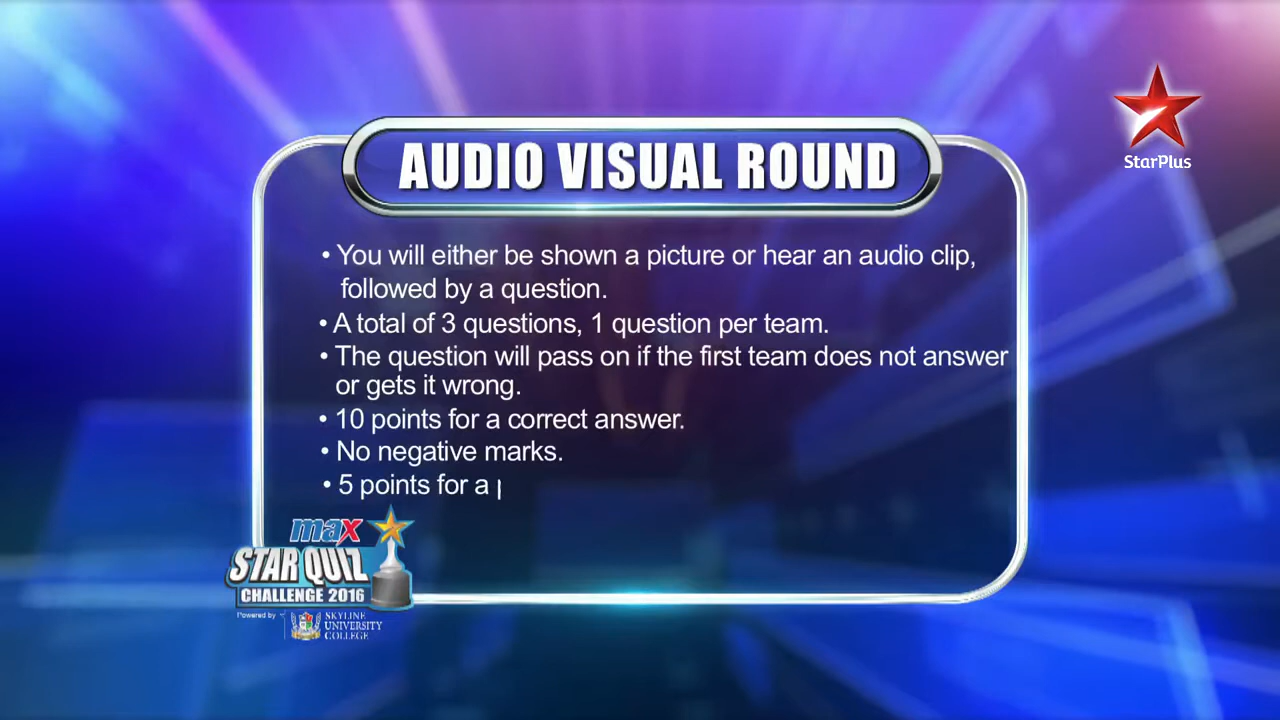 StarPlus
AUDIO VISUAL ROUND
• You will either be shown a picture or hear an audio clip,
followed by a question.
• A total of 3 questions, 1 question per team.
• The question will pass on if the first team does not answer
or gets it wrong.
• 10 points for a correct answer.
• No negative marks.
• 5 points for a
max
STAR QUIZ
CHALLENGE 2016
Powered by
SKYLINE
UNIVERSITY
COLLEGE